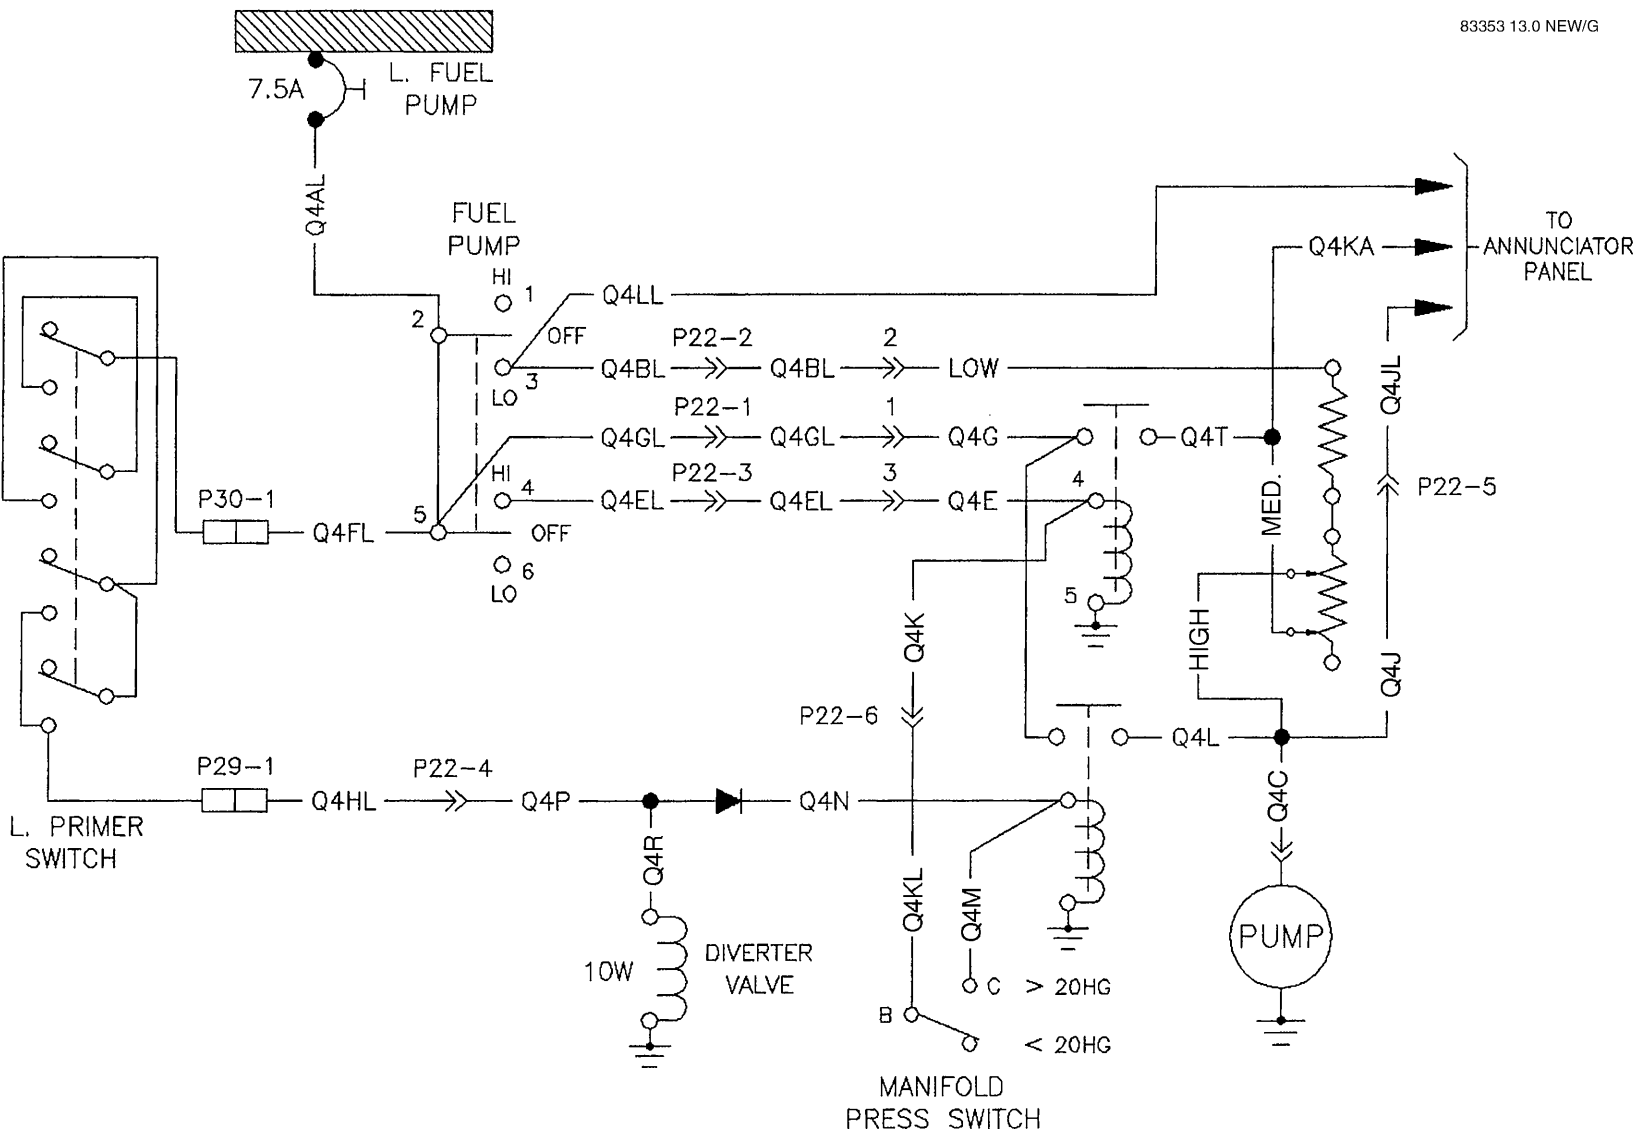 83353 13.0 NEW/G
7.5A
L. FUEL
PUMP
Q4AL
FUEL
PUMP
HI
1
2
OFF
3
LO
HI
4
5
OFF
6
LO
Q4LL
Q4BL
P22-2
Q4BL
2
LOW
Q4GL
P22-1
Q4GL
1
Q4G
Q4EL
P22-3
Q4EL
3
Q4E
4
5
Q4T
Q4KA
TO
ANNUNCIATOR
PANEL
Q4JL
P22-5
Q4J
MED.
HIGH
P30-1
Q4FL
Q4K
P22-6
Q4L
Q4C
PUMP
L. PRIMER
SWITCH
P29-1
Q4HL
P22-4
Q4P
Q4N
Q4R
10W
DIVERTER
VALVE
Q4KL
Q4M
C > 20HG
B
< 20HG
MANIFOLD
PRESS SWITCH